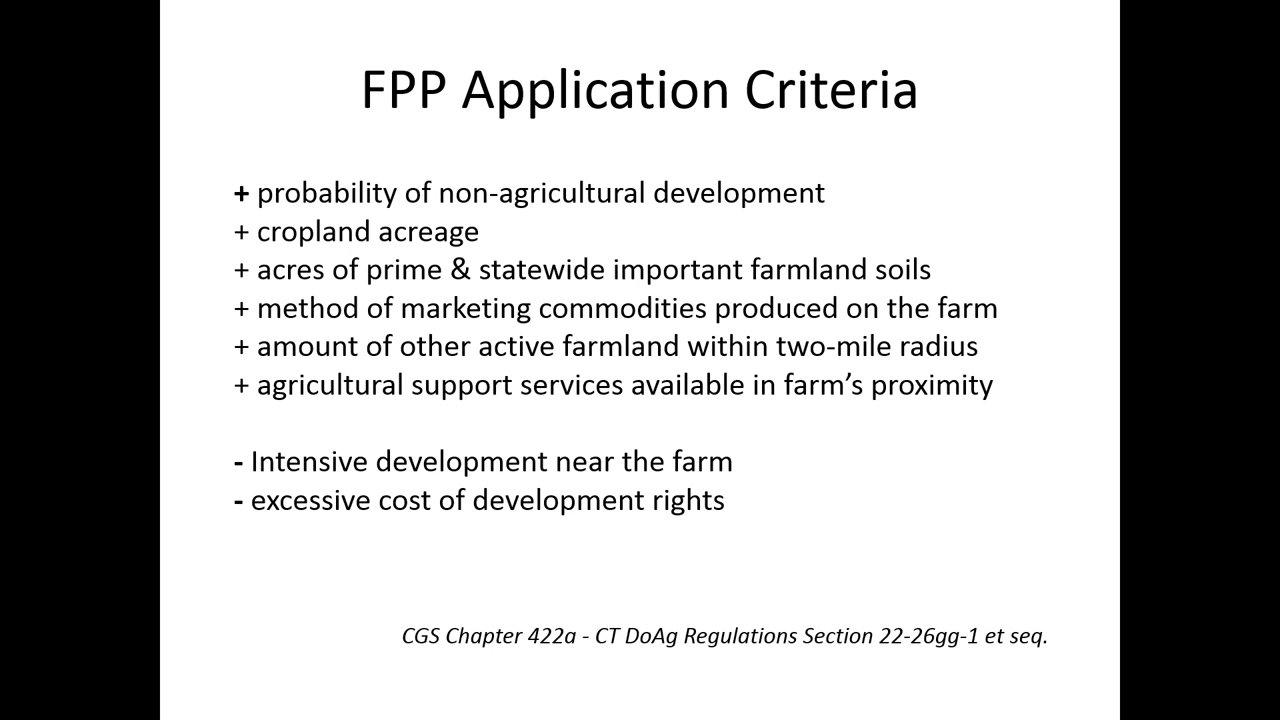 FPP Application Criteria
+ probability of non-agricultural development
+ cropland acreage
+ acres of prime & statewide important farmland soils
+ method of marketing commodities produced on the farm
+ amount of other active farmland within two-mile radius
+ agricultural support services available in farm’s proximity
- Intensive development near the farm
- excessive cost of development rights
CGS Chapter 422a - CT DoAg Regulations Section 22-26gg-1 et seq.